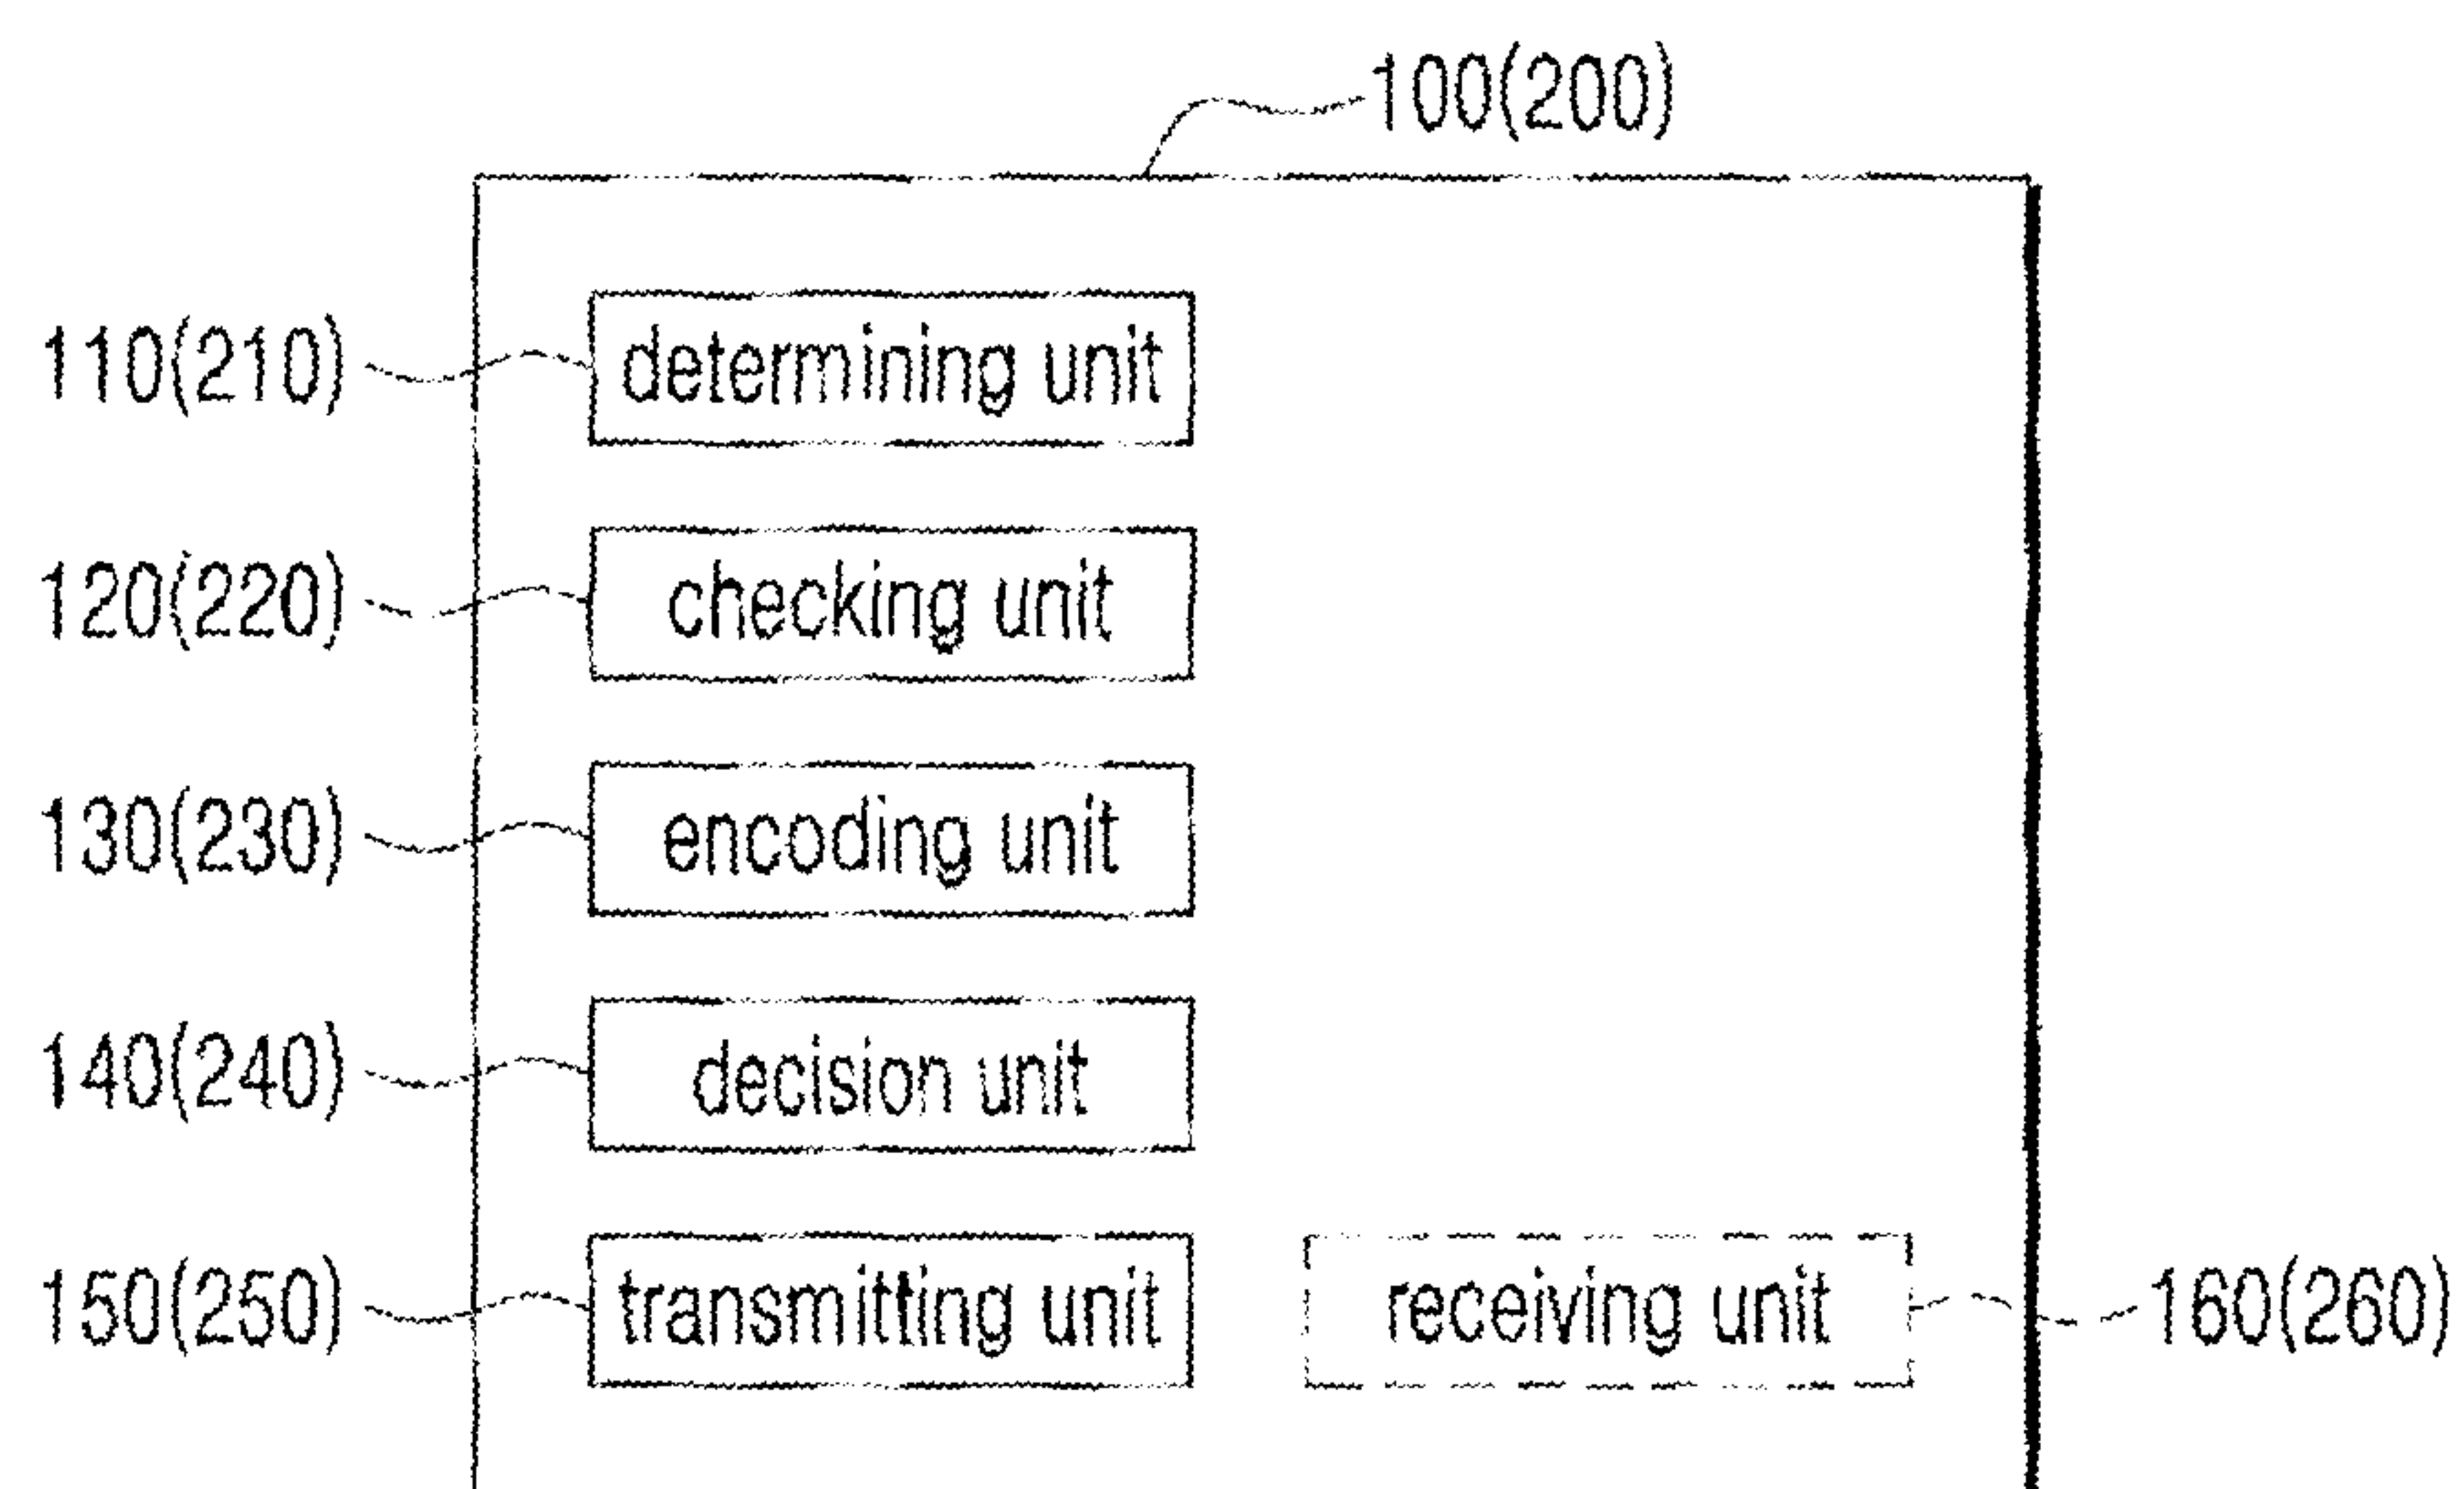 100(200)
110(210) determining unit
120(220) checking unit
130(230) encoding unit
140(240) decision unit
150(250) transmitting unit receiving unit 160(260)